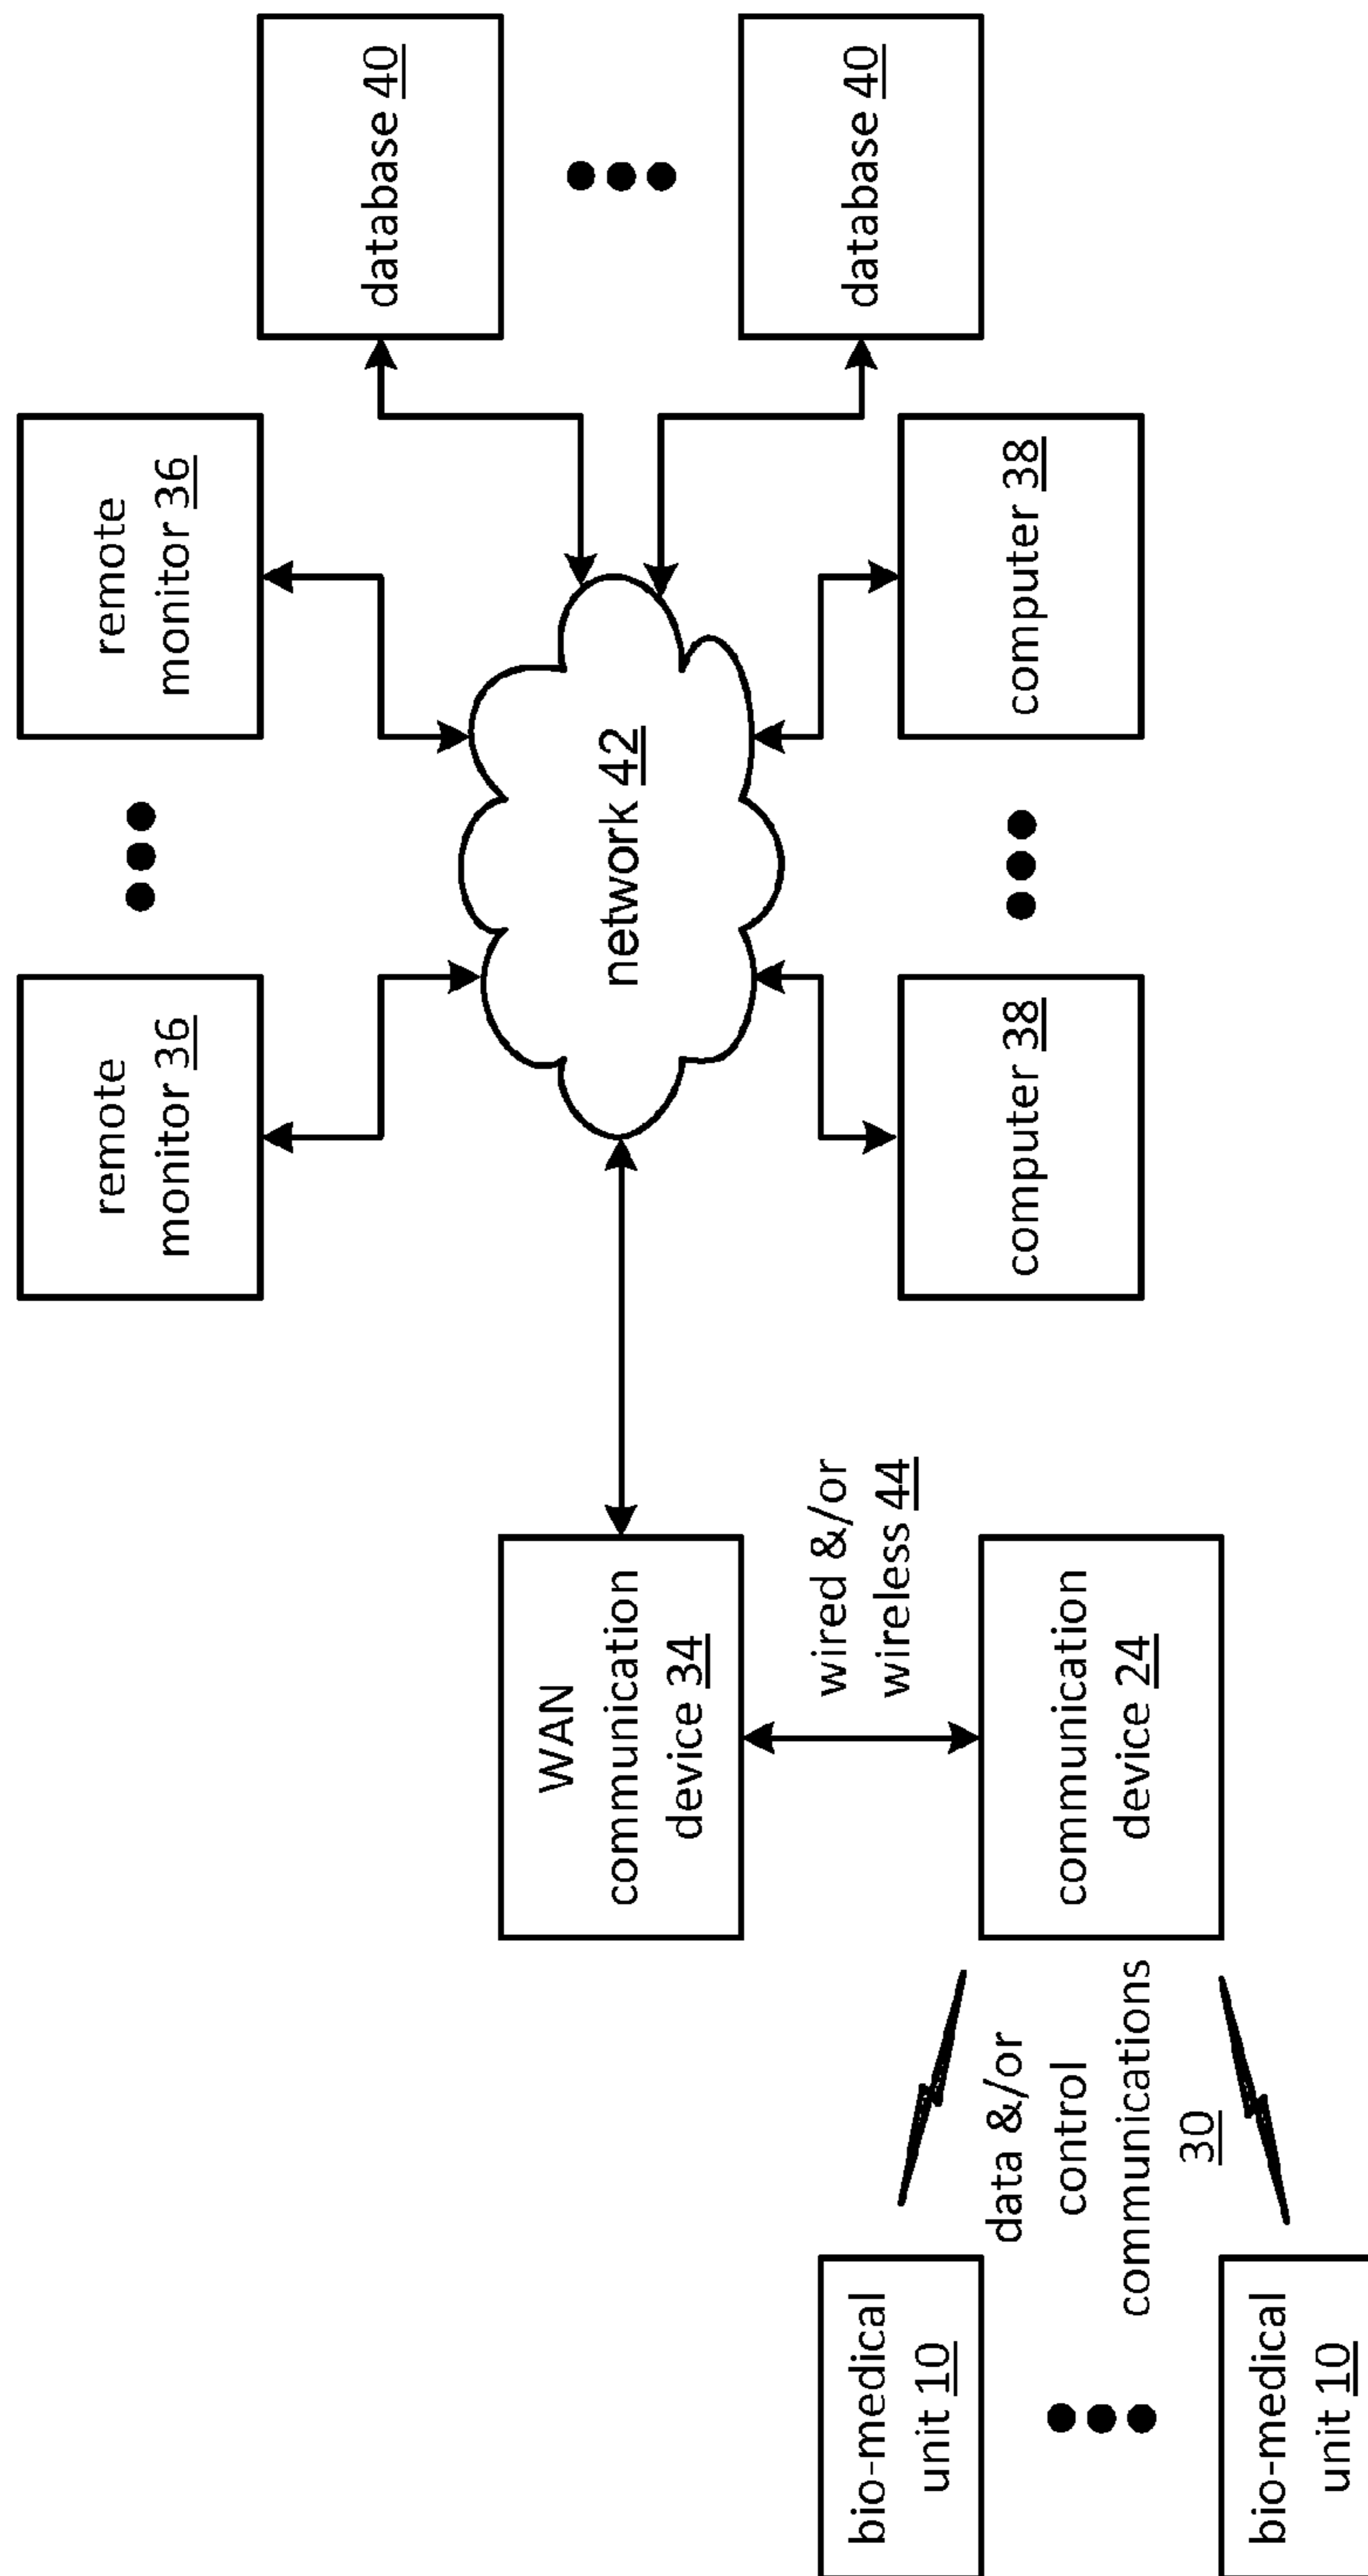 remote
monitor 36
remote
monitor 36
database 40
database 40
network 42
computer 38
computer 38
WAN
communication
device 34
wired &/or
wireless 44
communication
device 24
data &/or
control
communications
30
bio-medical
unit 10
bio-medical
unit 10